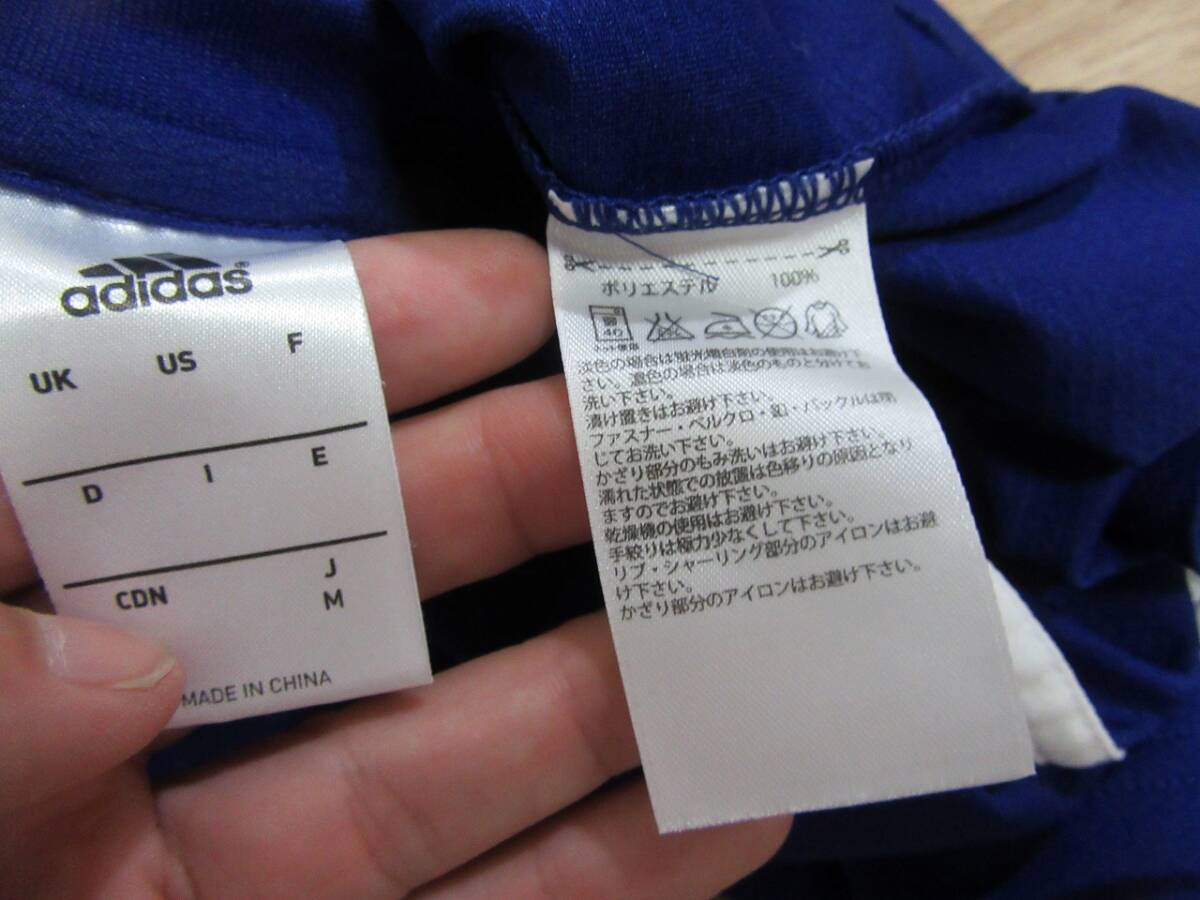 adidas®
UK US F
D I E
CDN J
M
MADE IN CHINA
ポリエステル 100%
40
ネット使用
淡色の場合は蛍光増白剤の使用はお避け下
さい。濃色の場合は淡色のものと分けてお
洗い下さい。
漬け置きはお避け下さい。
ファスナー・ベルクロ・釦・バックルは閉
じてお洗い下さい。
かざり部分のもみ洗いはお避け下さい。
濡れた状態での放置は色移りの原因となり
ますのでお避け下さい。
乾燥機の使用はお避け下さい。
手絞りは極力少なくして下さい。
リブ・シャーリング部分のアイロンはお避
け下さい。
かざり部分のアイロンはお避け下さい。